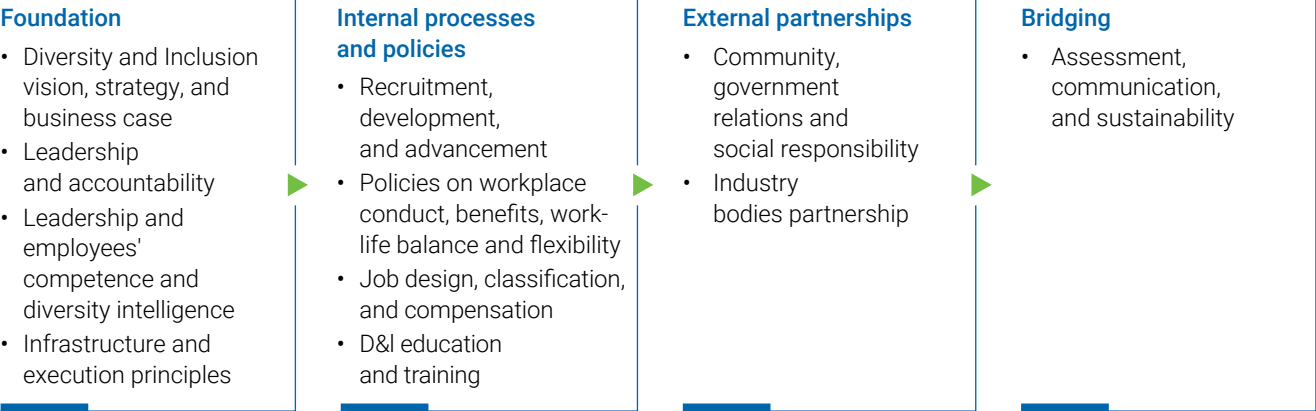 Foundation
• Diversity and Inclusion
vision, strategy, and
business case
• Leadership
and accountability
• Leadership and
employees'
competence and
diversity intelligence
• Infrastructure and
execution principles
Internal processes
and policies
• Recruitment,
development,
and advancement
• Policies on workplace
conduct, benefits, work-
life balance and flexibility
• Job design, classification,
and compensation
• D&I education
and training
External partnerships
• Community,
government
relations and
social responsibility
• Industry
bodies partnership
Bridging
• Assessment,
communication,
and sustainability